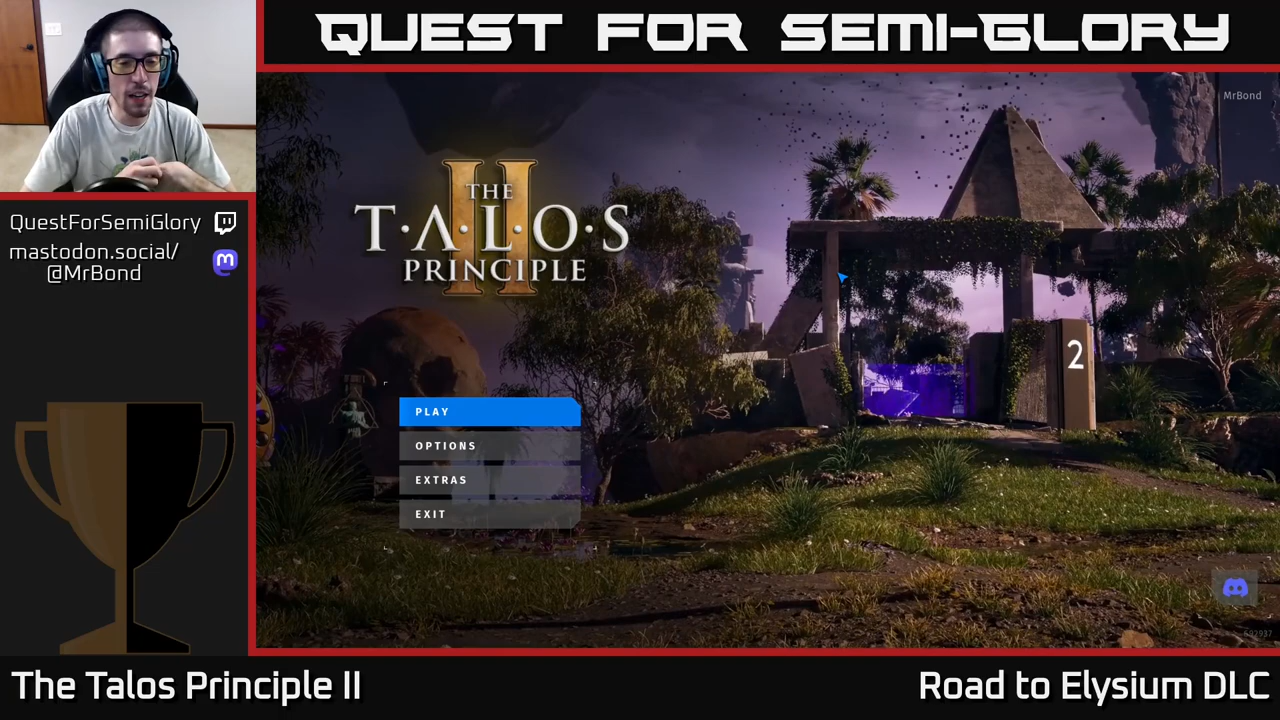 QUEST FOR SEMI-GLORY
QuestForSemiGlory
mastodon.social/
@MrBond
MrBond
II
THE
T·A·L·O·S
PRINCIPLE
2
PLAY
OPTIONS
EXTRAS
EXIT
692937
The Talos Principle II
Road to Elysium DLC